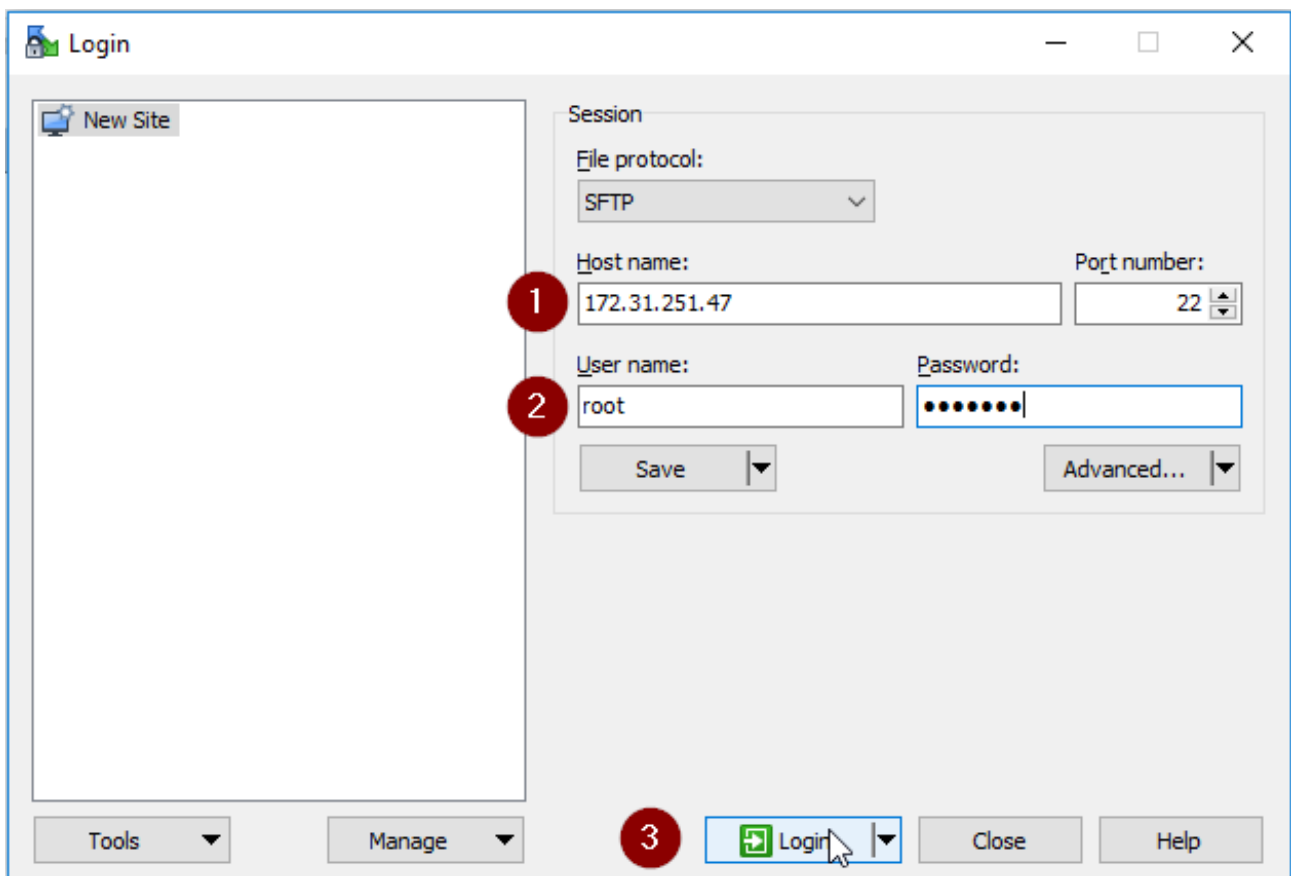 Login
New Site
Session
File protocol:
SFTP
Host name: Port number:
1 172.31.251.47 22
User name: Password:
2 root •••••••
Save Advanced...
Tools Manage 3 Login Close Help